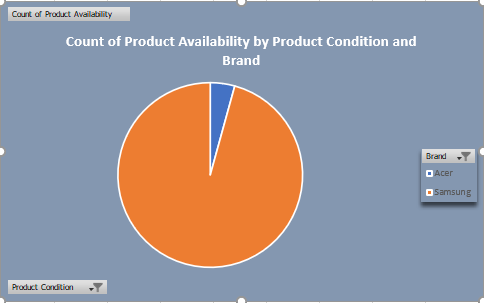 Count of Product Availability
Count of Product Availability by Product Condition and
Brand
Brand
Acer
Samsung
Product Condition